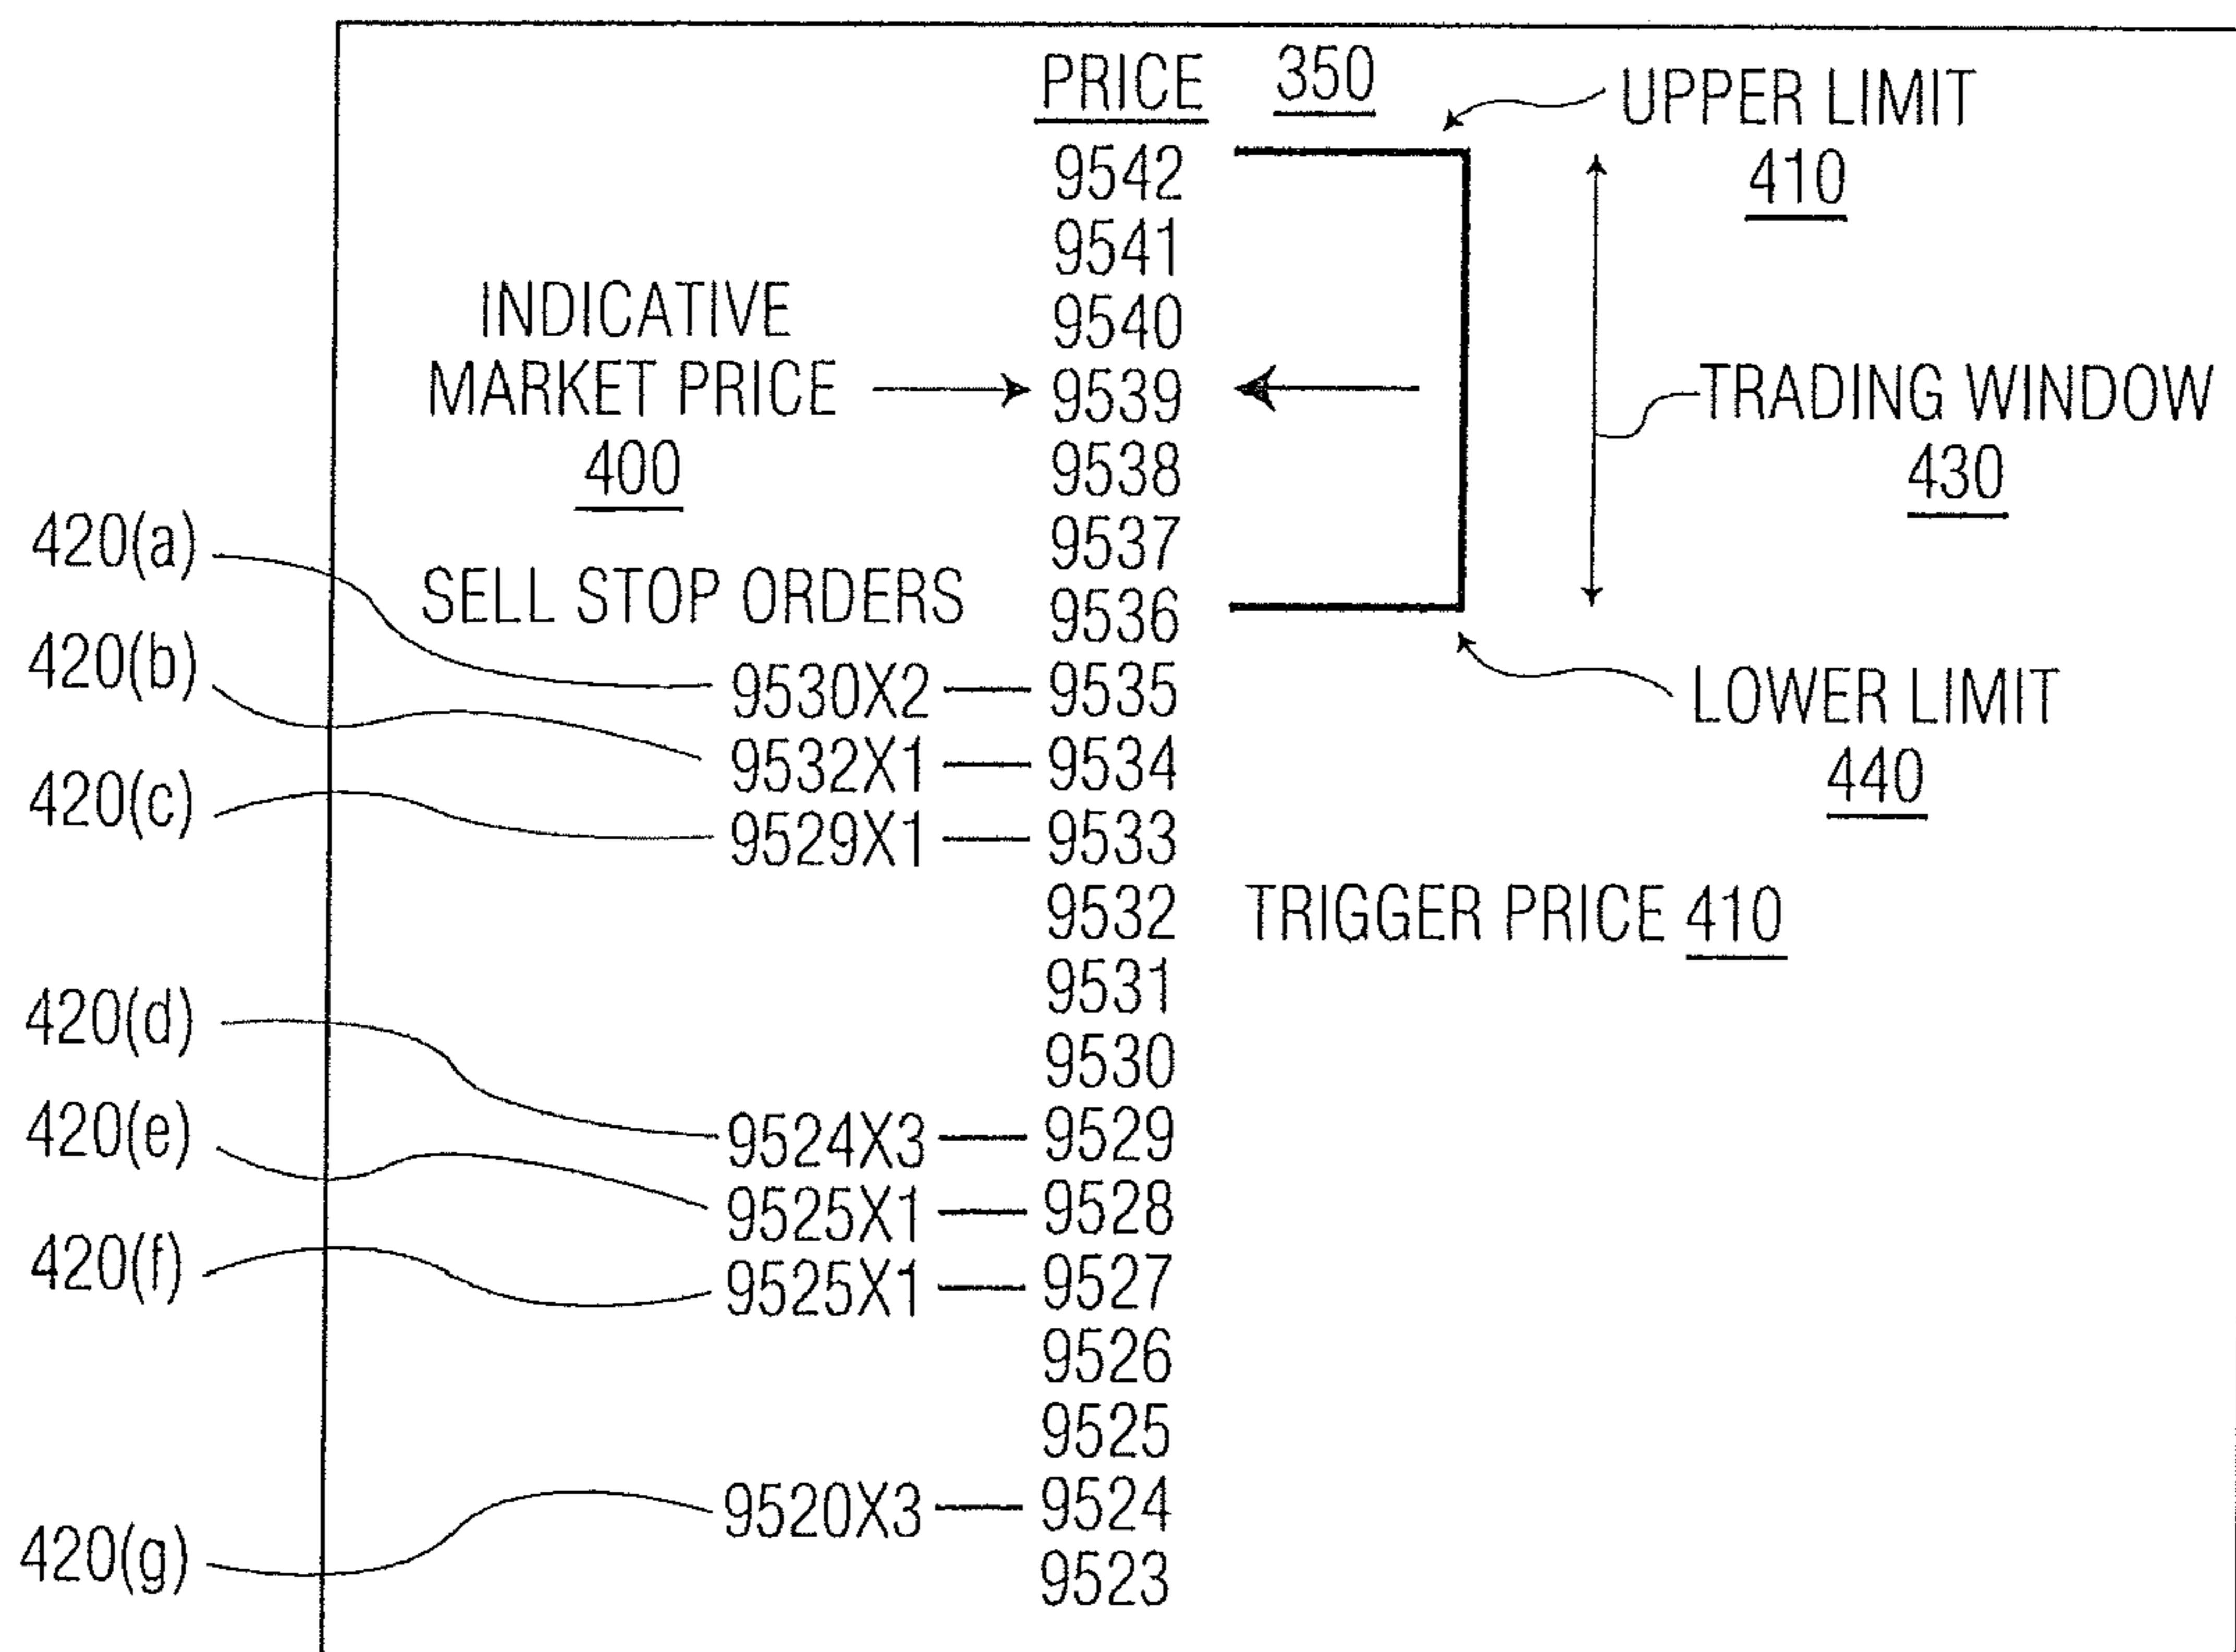 PRICE 350
UPPER LIMIT
410
9542
9541
INDICATIVE
MARKET PRICE
400
9540
9539
TRADING WINDOW
430
9538
420(a)
9537
SELL STOP ORDERS
9536
LOWER LIMIT
440
420(b)
9530X2 — 9535
9532X1 — 9534
420(c)
9529X1 — 9533
9532 TRIGGER PRICE 410
9531
420(d)
9530
420(e)
9524X3 — 9529
9525X1 — 9528
420(f)
9525X1 — 9527
9526
9525
9520X3 — 9524
420(g)
9523